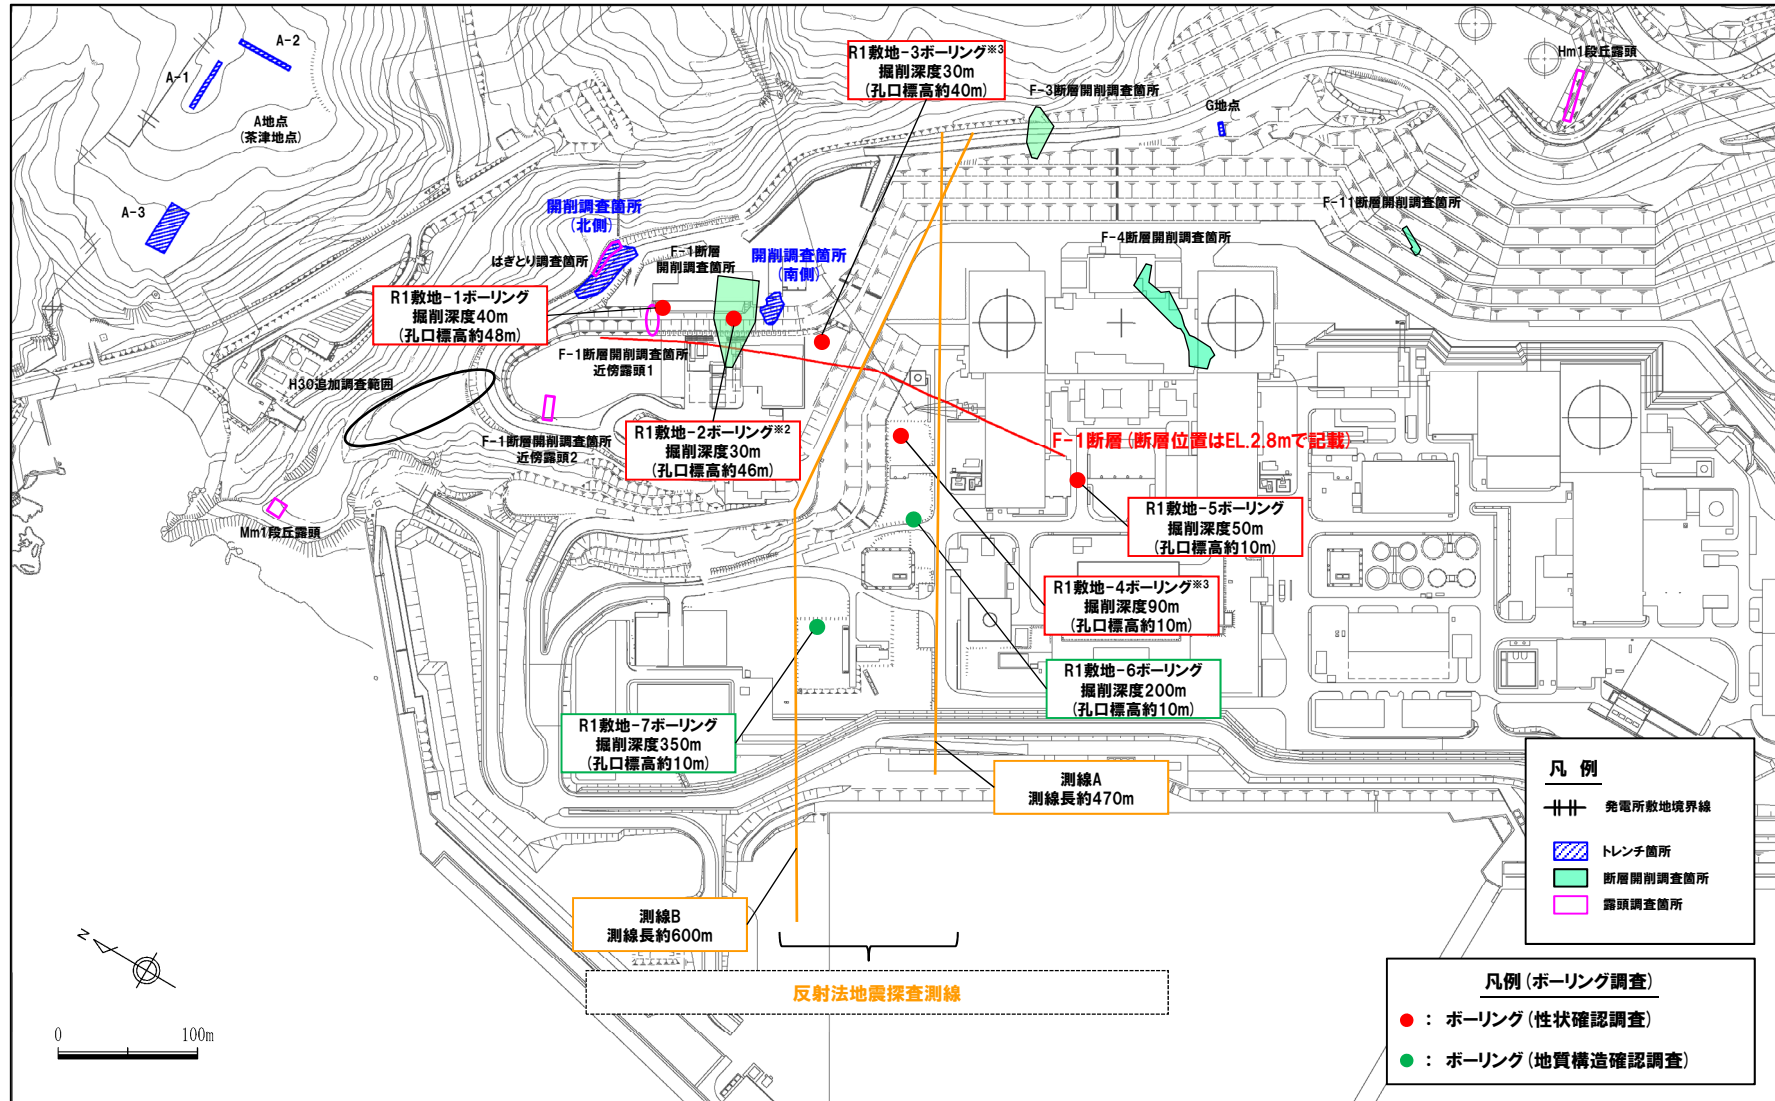 A-2
A-1
A地点
(茶津地点)
A-3
R1敷地-3ボーリング※3
掘削深度30m
(孔口標高約40m)
F-3断層開削調査箇所
G地点
Hm1段丘露頭
F-11断層開削調査箇所
F-4断層開削調査箇所
開削調査箇所
(北側)
はぎとり調査箇所
F-1断層
開削調査箇所
開削調査箇所
(南側)
R1敷地-1ボーリング
掘削深度40m
(孔口標高約48m)
F-1断層開削調査箇所
近傍露頭1
H30追加調査範囲
F-1断層開削調査箇所
近傍露頭2
R1敷地-2ボーリング※2
掘削深度30m
(孔口標高約46m)
F-1断層(断層位置はEL.2.8mで記載)
Mm1段丘露頭
R1敷地-5ボーリング
掘削深度50m
(孔口標高約10m)
R1敷地-4ボーリング※3
掘削深度90m
(孔口標高約10m)
R1敷地-6ボーリング
掘削深度200m
(孔口標高約10m)
R1敷地-7ボーリング
掘削深度350m
(孔口標高約10m)
測線A
測線長約470m
測線B
測線長約600m
反射法地震探査測線
N
0 100m
凡 例
発電所敷地境界線
トレンチ箇所
断層開削調査箇所
露頭調査箇所
凡例(ボーリング調査)
: ボーリング(性状確認調査)
: ボーリング(地質構造確認調査)